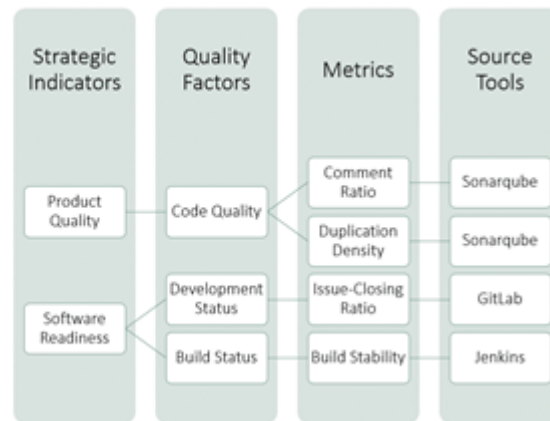 Strategic
Indicators
Quality
Factors
Metrics
Source
Tools
Product
Quality
Code Quality
Comment
Ratio
Sonarqube
Duplication
Density
Sonarqube
Software
Readiness
Development
Status
Issue-Closing
Ratio
GitLab
Build Status
Build Stability
Jenkins